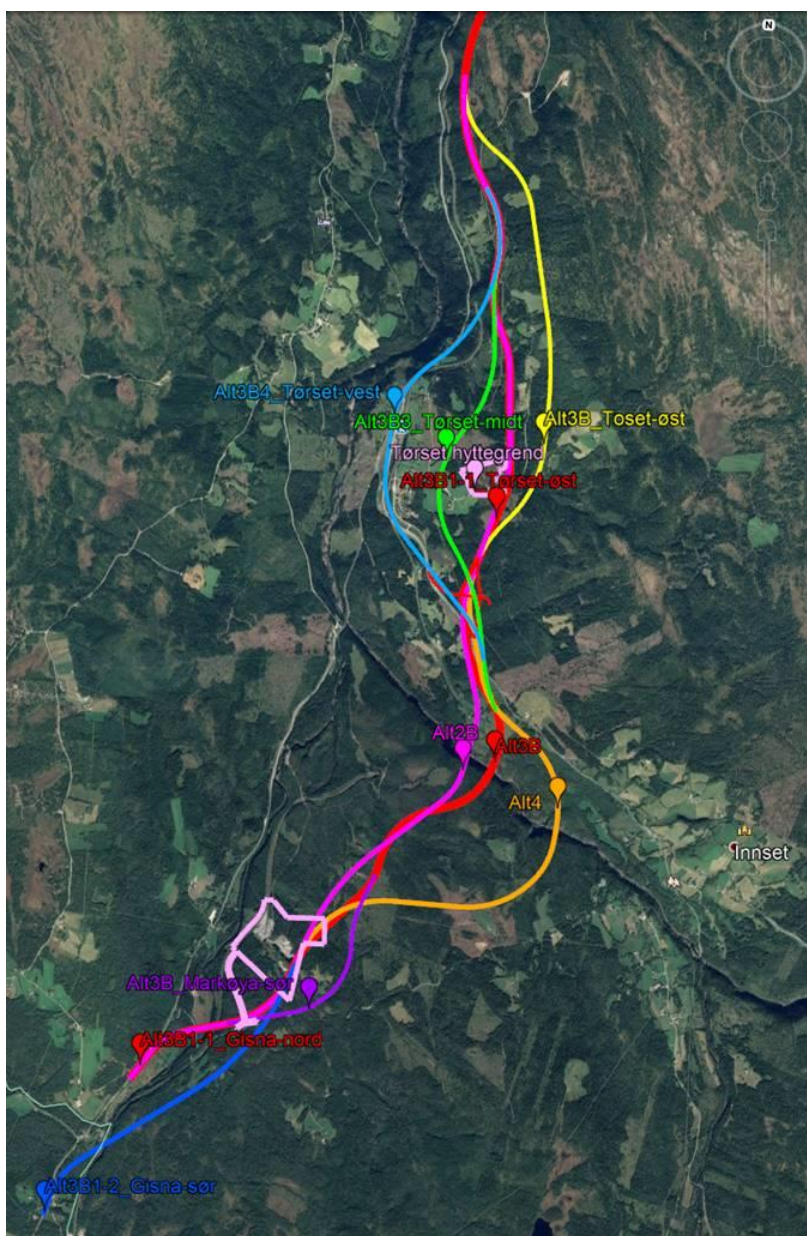 N
Alt3B4_Tørset-vest
Alt3B3_Tørset-midt
Alt3B_Toset-øst
Tørset hyttegrend
Alt3B1-1_Tørset-øst
Alt2B
Alt3B
Alt4
Innset
Alt3B_Markøya-sør
Alt3B1-1_Gisna-nord
Alt3B1-2_Gisna-sør